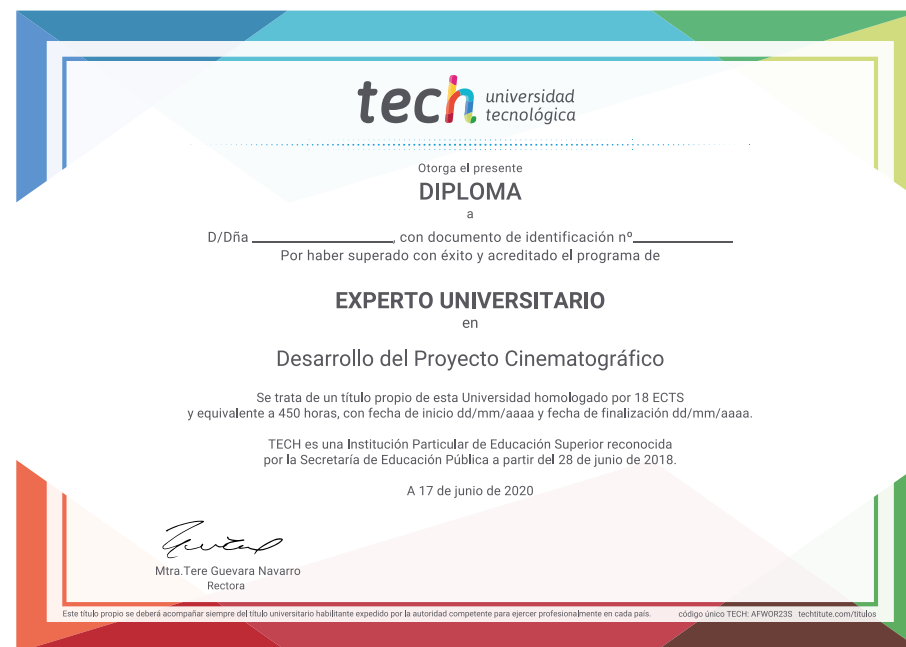 tech universidad
tecnológica
Otorga el presente
DIPLOMA
a
D/Dña ____________________, con documento de identificación nº______________
Por haber superado con éxito y acreditado el programa de
EXPERTO UNIVERSITARIO
en
Desarrollo del Proyecto Cinematográfico
Se trata de un título propio de esta Universidad homologado por 18 ECTS
y equivalente a 450 horas, con fecha de inicio dd/mm/aaaa y fecha de finalización dd/mm/aaaa.
TECH es una Institución Particular de Educación Superior reconocida
por la Secretaría de Educación Pública a partir del 28 de junio de 2018.
A 17 de junio de 2020
Mtra.Tere Guevara Navarro
Rectora
Este título propio se deberá acompañar siempre del título universitario habilitante expedido por la autoridad competente para ejercer profesionalmente en cada país. código único TECH: AFWOR23S techtitute.com/titulos